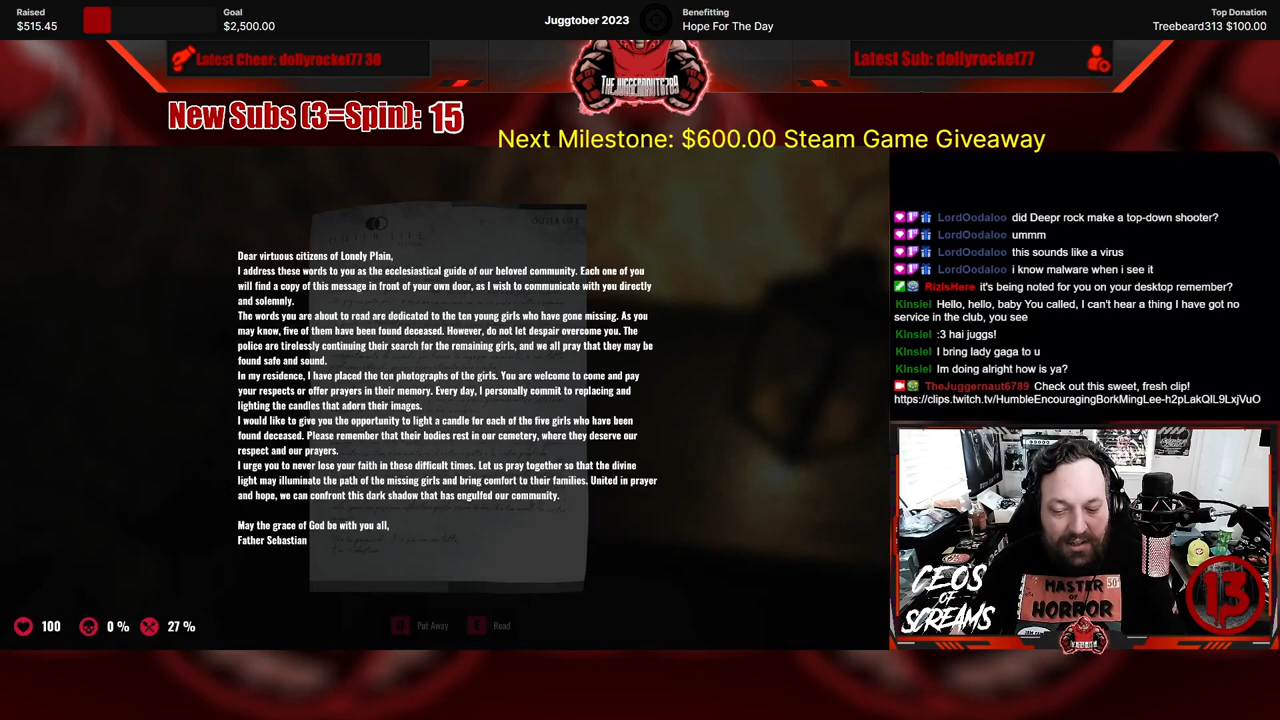 Raised
$515.45
Goal
$2,500.00
Juggtober 2023
Benefitting
Hope For The Day
Top Donation
Treebeard313 $100.00
Latest Cheer: dollyrocket77 30
THEJUGGERNAUT6789
Latest Sub: dollyrocket77
New Subs (3=Spin): 15
Next Milestone: $600.00 Steam Game Giveaway
OUTER LIFE
Dear virtuous citizens of Lonely Plain,
I address these words to you as the ecclesiastical guide of our beloved community. Each one of you
will find a copy of this message in front of your own door, as I wish to communicate with you directly
and solemnly.
The words you are about to read are dedicated to the ten young girls who have gone missing. As you
may know, five of them have been found deceased. However, do not let despair overcome you. The
police are tirelessly continuing their search for the remaining girls, and we all pray that they may be
found safe and sound.
In my residence, I have placed the ten photographs of the girls. You are welcome to come and pay
your respects or offer prayers in their memory. Every day, I personally commit to replacing and
lighting the candles that adorn their images.
I would like to give you the opportunity to light a candle for each of the five girls who have been
found deceased. Please remember that their bodies rest in our cemetery, where they deserve our
respect and our prayers.
I urge you to never lose your faith in these difficult times. Let us pray together so that the divine
light may illuminate the path of the missing girls and bring comfort to their families. United in prayer
and hope, we can confront this dark shadow that has engulfed our community.
May the grace of God be with you all,
Father Sebastian
Put Away
E Read
100
0 %
27 %
LordOodaloo did Deepr rock make a top-down shooter?
LordOodaloo ummm
LordOodaloo this sounds like a virus
LordOodaloo i know malware when i see it
RizIsHere it's being noted for you on your desktop remember?
Kinsiel Hello, hello, baby You called, I can't hear a thing I have got no
service in the club, you see
Kinsiel :3 hai juggs!
Kinsiel I bring lady gaga to u
Kinsiel Im doing alright how is ya?
TheJuggernaut6789 Check out this sweet, fresh clip!
https://clips.twitch.tv/HumbleEncouragingBorkMingLee-h2pLakQIL9LxjVuO
CEOS
OF
SCREAMS
MASTER
OF
HORROR
13